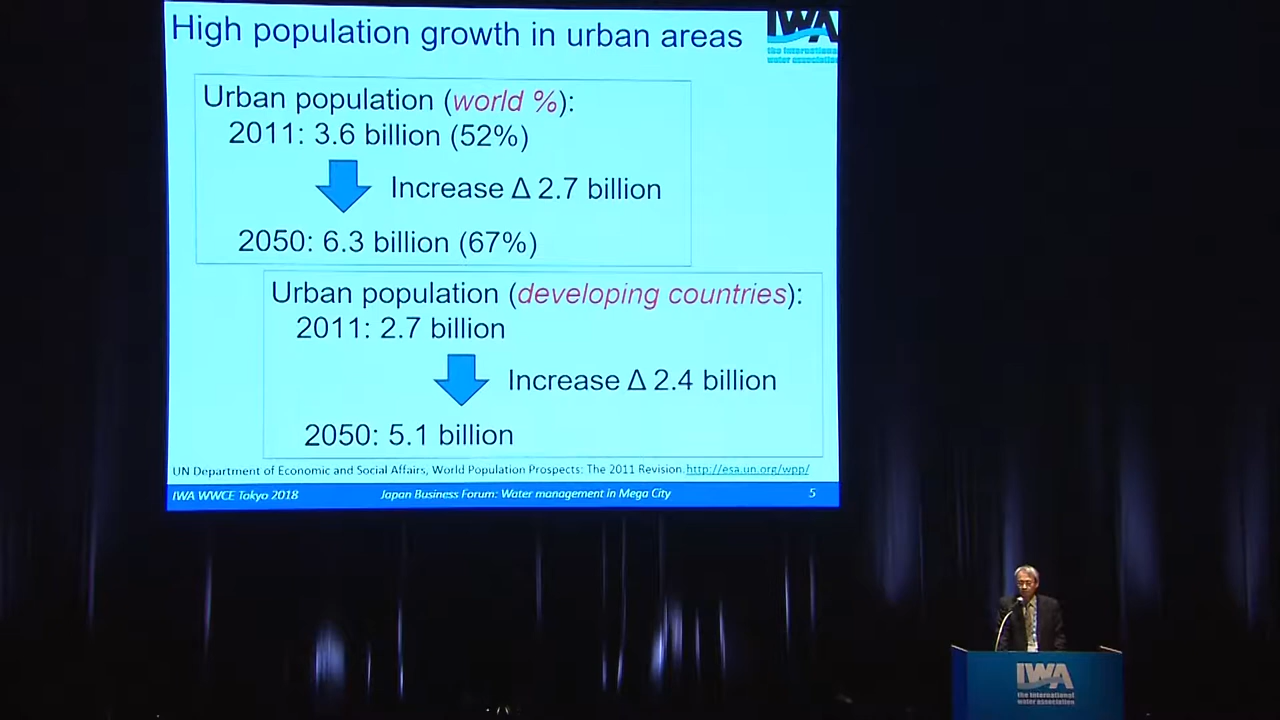 High population growth in urban areas
IWA
the international
water association
Urban population (world %):
2011: 3.6 billion (52%)
Increase Δ 2.7 billion
2050: 6.3 billion (67%)
Urban population (developing countries):
2011: 2.7 billion
Increase Δ 2.4 billion
2050: 5.1 billion
UN Department of Economic and Social Affairs, World Population Prospects: The 2011 Revision. http://esa.un.org/wpp/
IWA WWCE Tokyo 2018 Japan Business Forum: Water management in Mega City 5
IWA
the international
water association